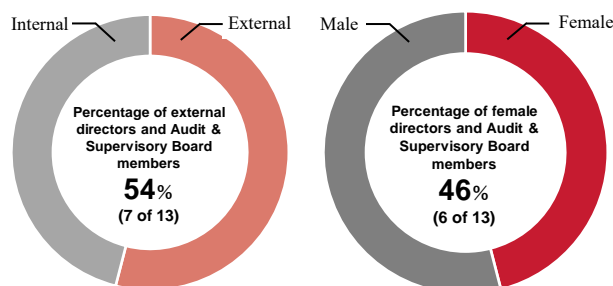 Internal
External
Percentage of external
directors and Audit &
Supervisory Board
members
54%
(7 of 13)
Male
Female
Percentage of female
directors and Audit &
Supervisory Board
members
46%
(6 of 13)